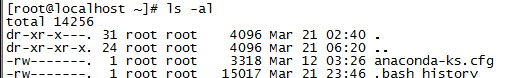 [root@localhost ~]# ls -al
total 14256
dr-xr-x---. 31 root root    4096 Mar 21 02:40 .
dr-xr-xr-x. 24 root root    4096 Mar 21 06:20 ..
-rw-------.  1 root root    3318 Mar 12 03:26 anaconda-ks.cfg
-rw-------.  1 root root   15017 Mar 21 23:46 .bash_history